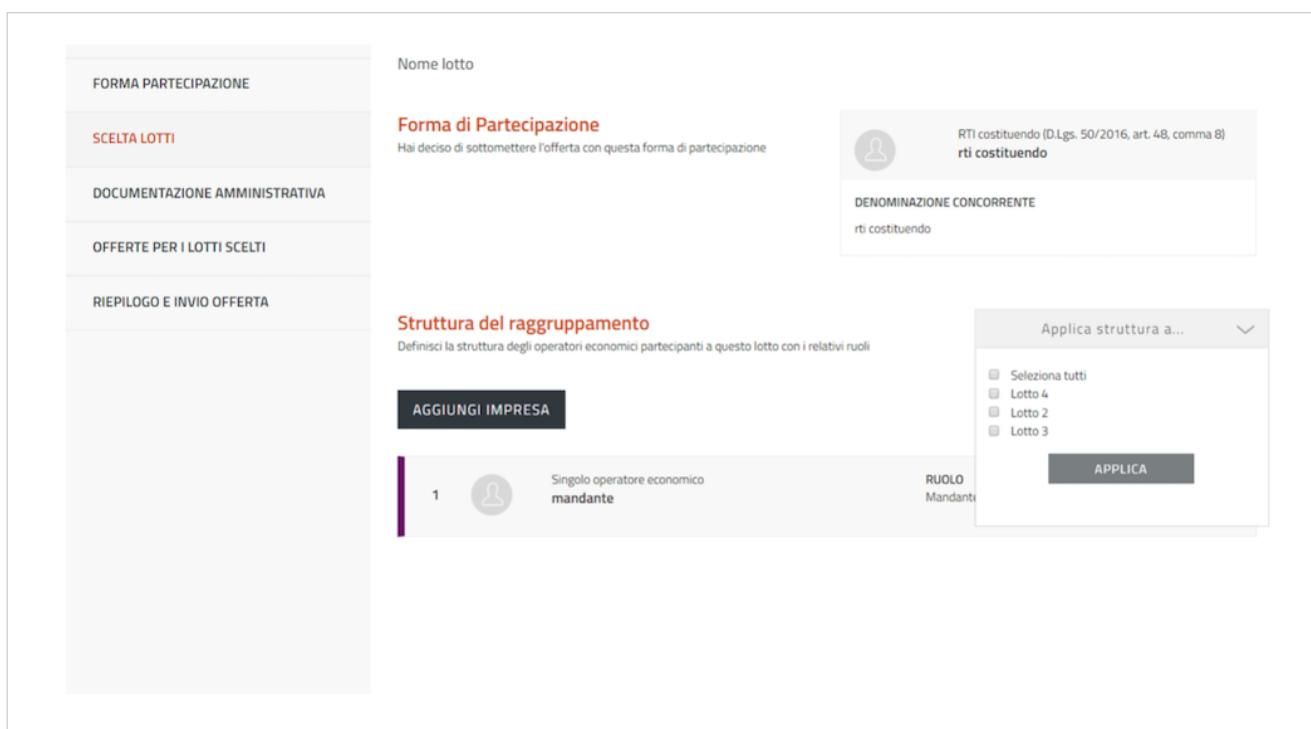 FORMA PARTECIPAZIONE
SCELTA LOTTI
DOCUMENTAZIONE AMMINISTRATIVA
OFFERTE PER I LOTTI SCELTI
RIEPILOGO E INVIO OFFERTA
Nome lotto
Forma di Partecipazione
Hai deciso di sottomettere l'offerta con questa forma di partecipazione
RTI costituendo (D.Lgs. 50/2016, art. 48, comma 8)
rti costituendo
DENOMINAZIONE CONCORRENTE
rti costituendo
Struttura del raggruppamento
Definisci la struttura degli operatori economici partecipanti a questo lotto con i relativi ruoli
Applica struttura a...
Seleziona tutti
Lotto 4
Lotto 2
Lotto 3
APPLICA
AGGIUNGI IMPRESA
1
Singolo operatore economico
mandante
RUOLO
Mandante